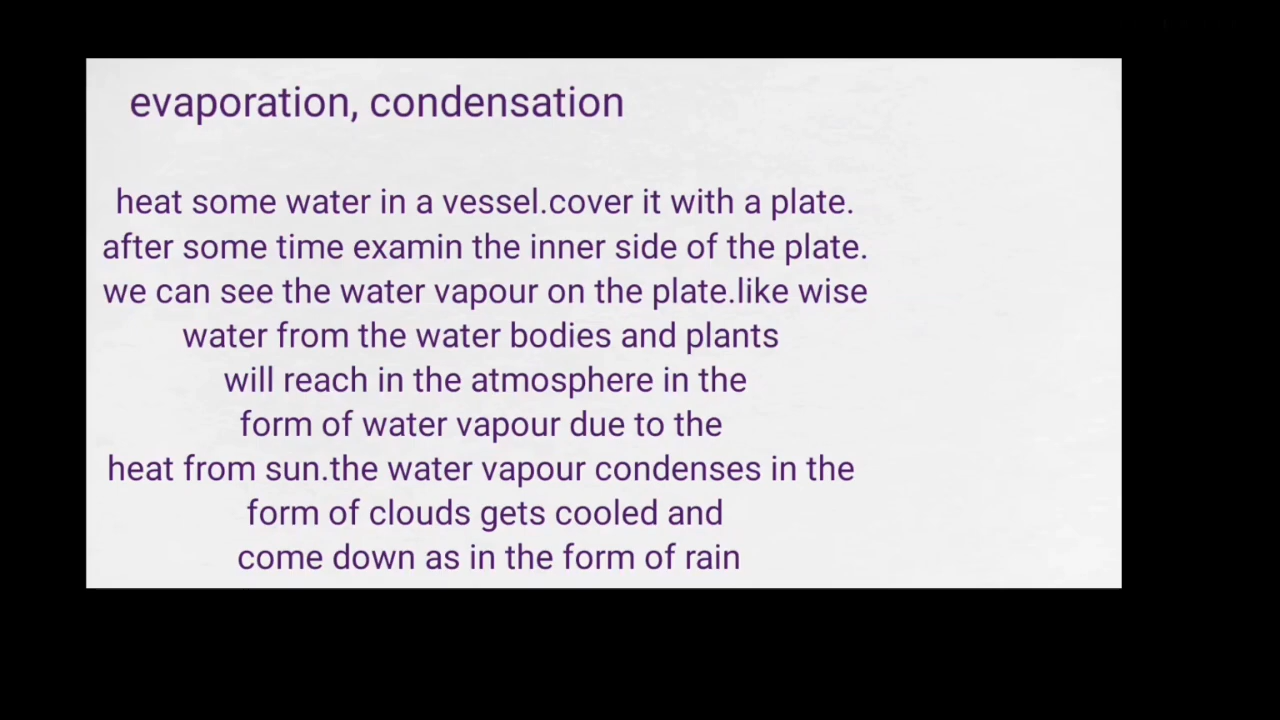 evaporation, condensation
heat some water in a vessel.cover it with a plate.
after some time examin the inner side of the plate.
we can see the water vapour on the plate.like wise
water from the water bodies and plants
will reach in the atmosphere in the
form of water vapour due to the
heat from sun.the water vapour condenses in the
form of clouds gets cooled and
come down as in the form of rain